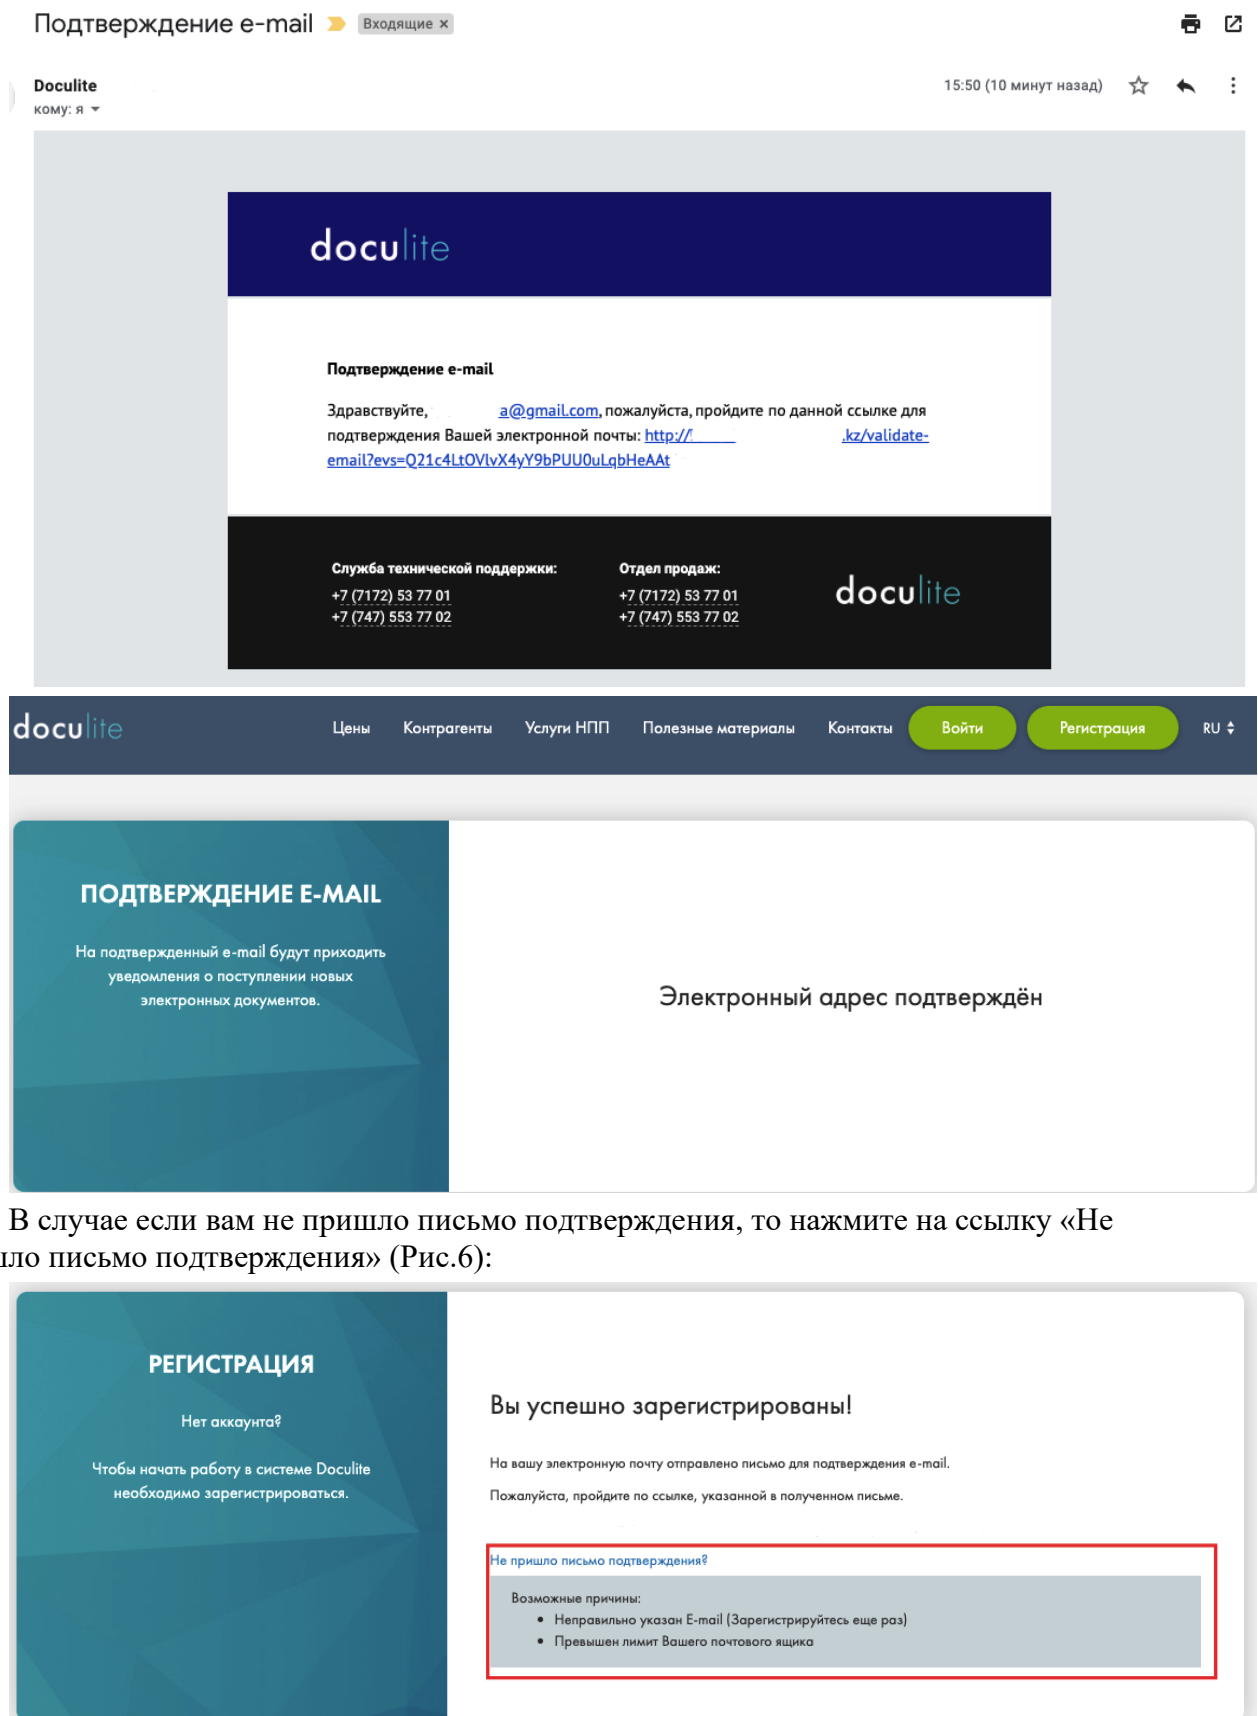 Подтверждение e-mail Входящие ×
Doculite
15:50 (10 минут назад)
кому: я
doculite
Подтверждение e-mail
Здравствуйте, a@gmail.com, пожалуйста, пройдите по данной ссылке для
подтверждения Вашей электронной почты: http:// .kz/validate-
email?evs=Q21c4LtOVlvX4yY9bPUU0uLqbHeAAt
Служба технической поддержки:
+7 (7172) 53 77 01
+7 (747) 553 77 02
Отдел продаж:
+7 (7172) 53 77 01
+7 (747) 553 77 02
doculite
doculite Цены Контрагенты Услуги НПП Полезные материалы Контакты Войти Регистрация RU
ПОДТВЕРЖДЕНИЕ E-MAIL
На подтвержденный e-mail будут приходить
уведомления о поступлении новых
электронных документов.
Электронный адрес подтверждён
В случае если вам не пришло письмо подтверждения, то нажмите на ссылку «Не
ло письмо подтверждения» (Рис.6):
РЕГИСТРАЦИЯ
Нет аккаунта?
Чтобы начать работу в системе Doculite
необходимо зарегистрироваться.
Вы успешно зарегистрированы!
На вашу электронную почту отправлено письмо для подтверждения e-mail.
Пожалуйста, пройдите по ссылке, указанной в полученном письме.
Не пришло письмо подтверждения?
Возможные причины:
• Неправильно указан E-mail (Зарегистрируйтесь еще раз)
• Превышен лимит Вашего почтового ящика